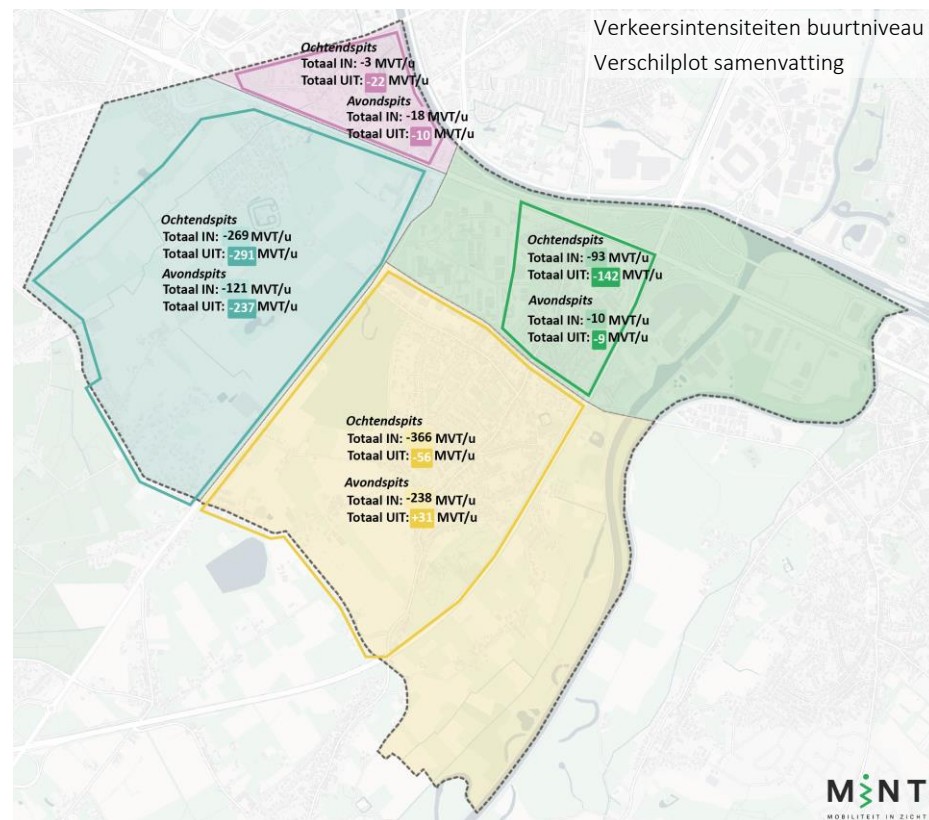 Verkeersintensiteiten buurtniveau
Verschilplot samenvatting
Ochtendspits
Totaal IN: -3 MVT/u
Totaal UIT: -22 MVT/u
Avondspits
Totaal IN: -18 MVT/u
Totaal UIT: -10 MVT/u
Ochtendspits
Totaal IN: -269 MVT/u
Totaal UIT: -291 MVT/u
Avondspits
Totaal IN: -121 MVT/u
Totaal UIT: -237 MVT/u
Ochtendspits
Totaal IN: -93 MVT/u
Totaal UIT: -142 MVT/u
Avondspits
Totaal IN: -10 MVT/u
Totaal UIT: -9 MVT/u
Ochtendspits
Totaal IN: -366 MVT/u
Totaal UIT: -56 MVT/u
Avondspits
Totaal IN: -238 MVT/u
Totaal UIT: +31 MVT/u
MINT
MOBILITEIT IN ZICHT